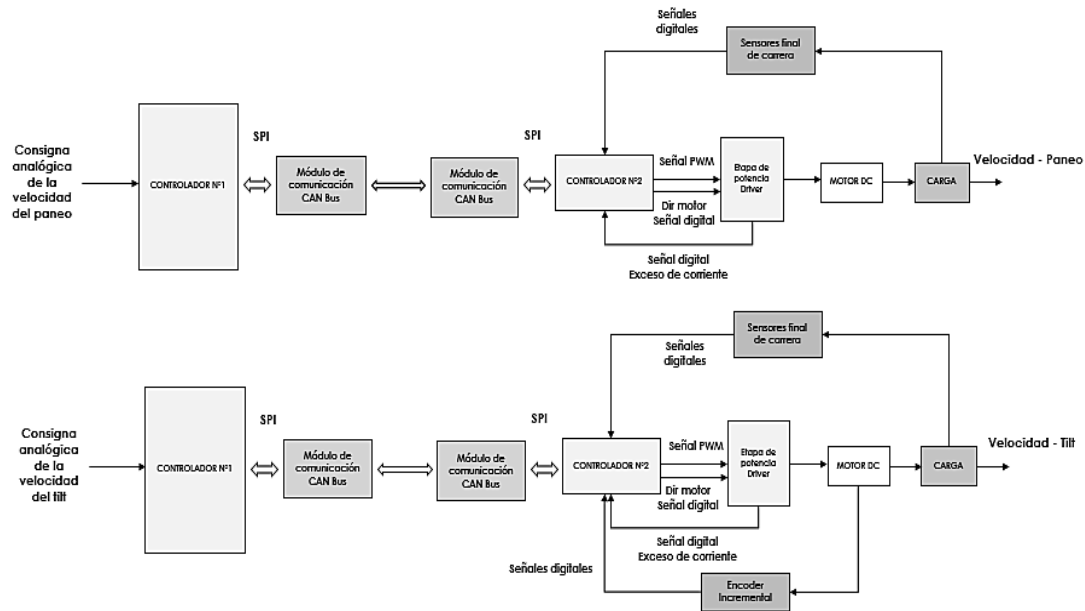 Señales
digitales
Sensores final
de carrera
Consigna
analógica
de la
velocidad
del paneo
CONTROLADOR Nº1
SPI
Módulo de
comunicación
CAN Bus
Módulo de
comunicación
CAN Bus
SPI
CONTROLADOR Nº2
Señal PWM
Dir motor
Señal digital
Etapa de
potencia
Driver
MOTOR DC
CARGA
Velocidad - Paneo
Señal digital
Exceso de corriente
Señales
digitales
Sensores final
de carrera
Consigna
analógica
de la
velocidad
del tilt
CONTROLADOR Nº1
SPI
Módulo de
comunicación
CAN Bus
Módulo de
comunicación
CAN Bus
SPI
CONTROLADOR Nº2
Señal PWM
Dir motor
Señal digital
Etapa de
potencia
Driver
MOTOR DC
CARGA
Velocidad - Tilt
Señal digital
Exceso de corriente
Señales digitales
Encoder
Incremental